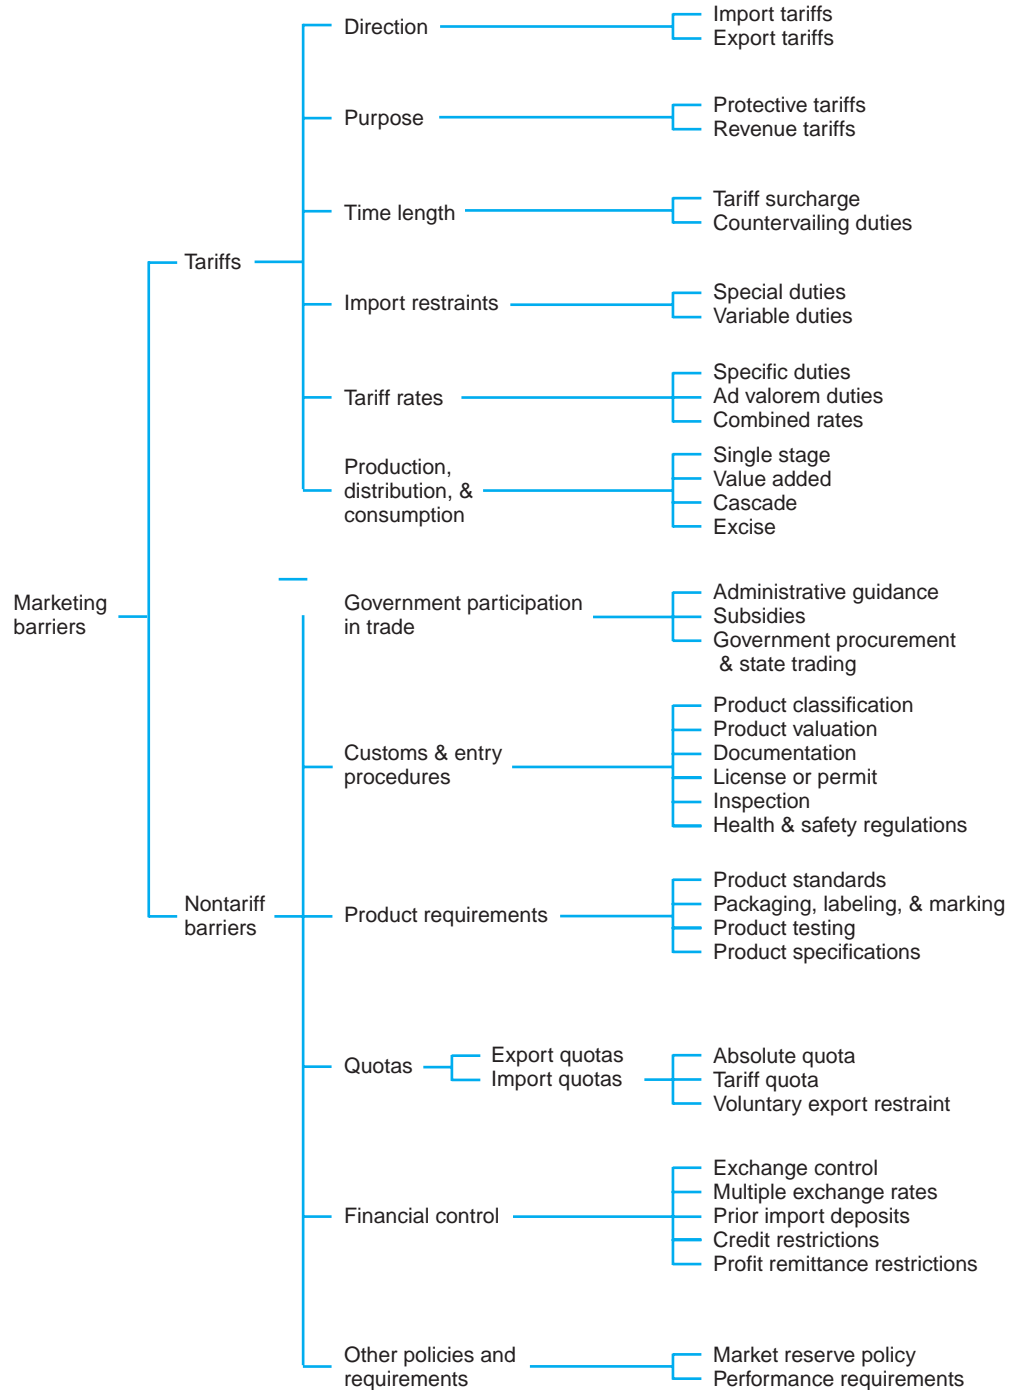 Direction
Import tariffs
Export tariffs
Purpose
Protective tariffs
Revenue tariffs
Time length
Tariff surcharge
Countervailing duties
Tariffs
Import restraints
Special duties
Variable duties
Tariff rates
Specific duties
Ad valorem duties
Combined rates
Production,
distribution, &
consumption
Single stage
Value added
Cascade
Excise
Marketing
barriers
Government participation
in trade
Administrative guidance
Subsidies
Government procurement
& state trading
Customs & entry
procedures
Product classification
Product valuation
Documentation
License or permit
Inspection
Health & safety regulations
Nontariff
barriers
Product requirements
Product standards
Packaging, labeling, & marking
Product testing
Product specifications
Quotas
Export quotas
Import quotas
Absolute quota
Tariff quota
Voluntary export restraint
Financial control
Exchange control
Multiple exchange rates
Prior import deposits
Credit restrictions
Profit remittance restrictions
Other policies and
requirements
Market reserve policy
Performance requirements